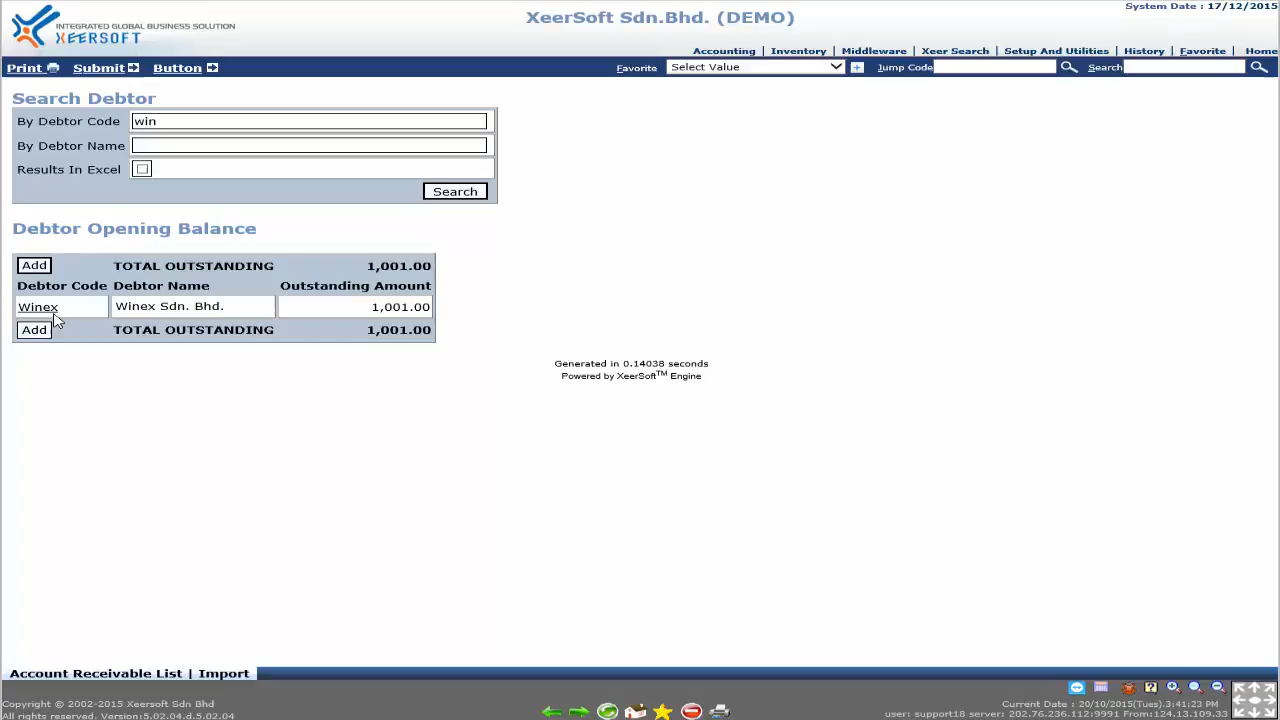 System Date : 17/12/2015
XeerSoft Sdn.Bhd. (DEMO)
INTEGRATED GLOBAL BUSINESS SOLUTION
XEERSOFT
Accounting | Inventory | Middleware | Xeer Search | Setup And Utilities | History | Favorite | Home
Print Submit Button Favorite Select Value Jump Code Search
Search Debtor
By Debtor Code win
By Debtor Name
Results In Excel
Search
Debtor Opening Balance
Add TOTAL OUTSTANDING 1,001.00
Debtor Code Debtor Name Outstanding Amount
Winex Winex Sdn. Bhd. 1,001.00
Add TOTAL OUTSTANDING 1,001.00
Generated in 0.14038 seconds
Powered by XeerSoft™ Engine
Account Receivable List | Import
Copyright © 2002-2015 Xeersoft Sdn Bhd
All rights reserved. Version:5.02.04.d.5.02.04
Current Date : 20/10/2015(Tues).3:41:23 PM
user: support18 server: 202.76.236.112:9991 From:124.13.109.33